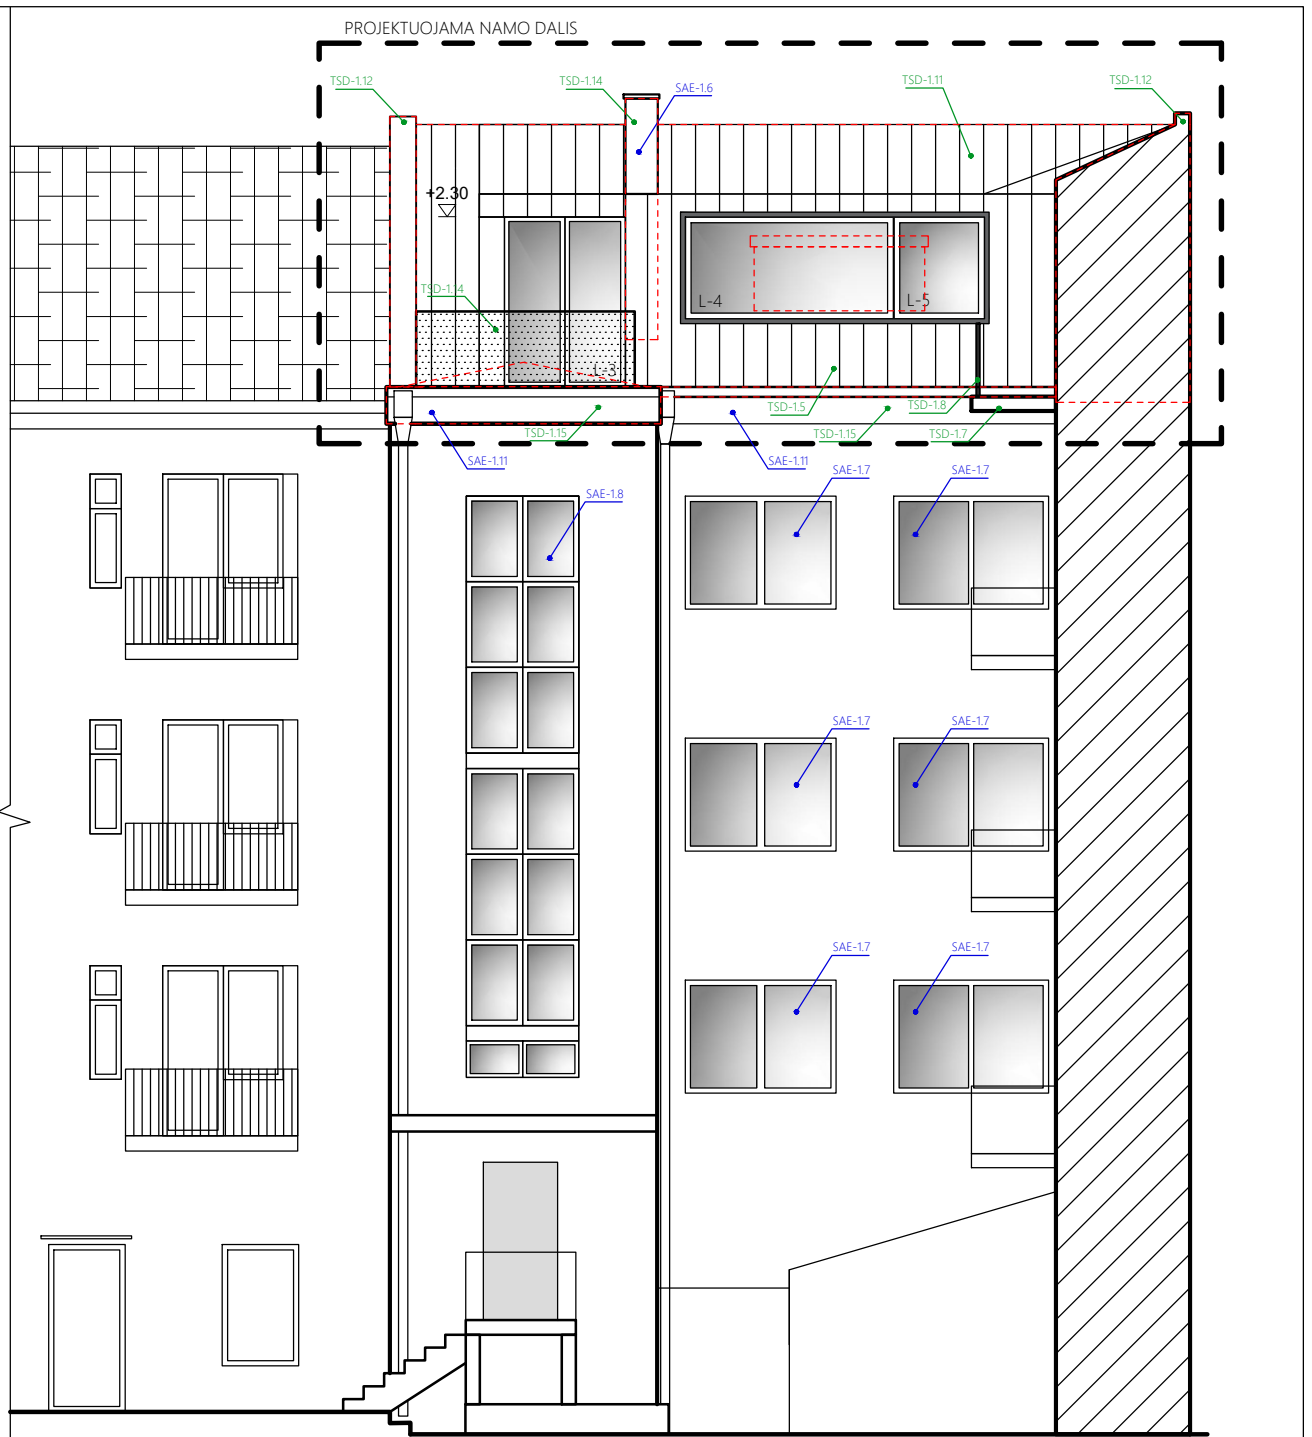 PROJEKTUOJAMA NAMO DALIS
TSD-1.12
TSD-1.14
SAE-1.6
TSD-1.11
TSD-1.12
+2.30
TSD-1.14
L-4
L-5
L-3
TSD-1.5
TSD-1.8
TSD-1.15
TSD-1.15
TSD-1.7
SAE-1.11
SAE-1.11
SAE-1.7
SAE-1.7
SAE-1.8
SAE-1.7
SAE-1.7
SAE-1.7
SAE-1.7